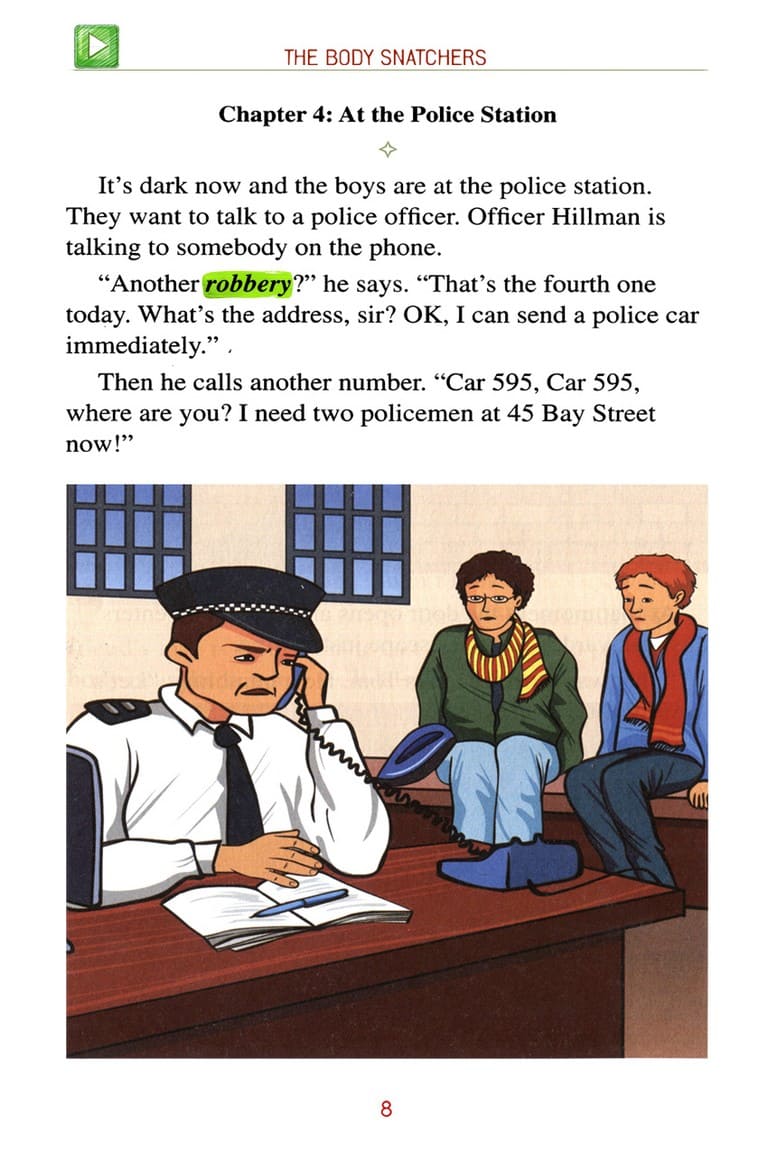 THE BODY SNATCHERS
Chapter 4: At the Police Station
It's dark now and the boys are at the police station.
They want to talk to a police officer. Officer Hillman is
talking to somebody on the phone.
“Another robbery?” he says. “That's the fourth one
today. What's the address, sir? OK, I can send a police car
immediately.”
Then he calls another number. “Car 595, Car 595,
where are you? I need two policemen at 45 Bay Street
now!”
8